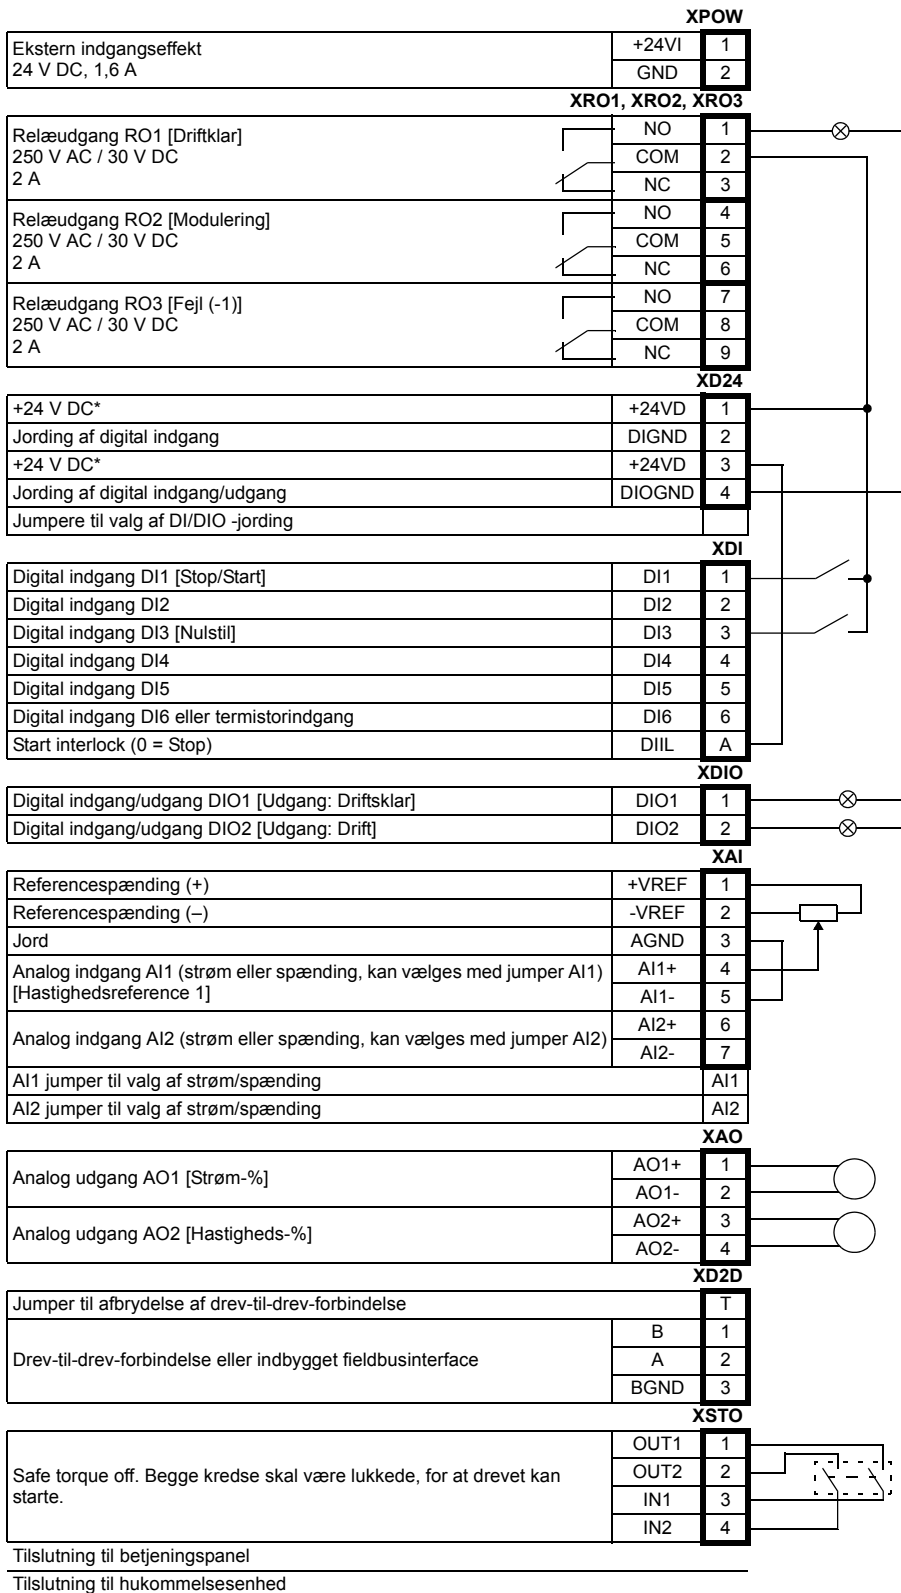 XPOW
Ekstern indgangseffekt
24 V DC, 1,6 A
+24VI 1
GND 2
XRO1, XRO2, XRO3
Relæudgang RO1 [Driftklar]
250 V AC / 30 V DC
2 A
NO 1
COM 2
NC 3
Relæudgang RO2 [Modulering]
250 V AC / 30 V DC
2 A
NO 4
COM 5
NC 6
Relæudgang RO3 [Fejl (-1)]
250 V AC / 30 V DC
2 A
NO 7
COM 8
NC 9
XD24
+24 V DC* +24VD 1
Jording af digital indgang DIGND 2
+24 V DC* +24VD 3
Jording af digital indgang/udgang DIOGND 4
Jumpere til valg af DI/DIO -jording
XDI
Digital indgang DI1 [Stop/Start] DI1 1
Digital indgang DI2 DI2 2
Digital indgang DI3 [Nulstil] DI3 3
Digital indgang DI4 DI4 4
Digital indgang DI5 DI5 5
Digital indgang DI6 eller termistorindgang DI6 6
Start interlock (0 = Stop) DIIL A
XDIO
Digital indgang/udgang DIO1 [Udgang: Driftsklar] DIO1 1
Digital indgang/udgang DIO2 [Udgang: Drift] DIO2 2
XAI
Referencespænding (+) +VREF 1
Referencespænding (–) -VREF 2
Jord AGND 3
Analog indgang AI1 (strøm eller spænding, kan vælges med jumper AI1)
[Hastighedsreference 1]
AI1+ 4
AI1- 5
Analog indgang AI2 (strøm eller spænding, kan vælges med jumper AI2)
AI2+ 6
AI2- 7
AI1 jumper til valg af strøm/spænding AI1
AI2 jumper til valg af strøm/spænding AI2
XAO
Analog udgang AO1 [Strøm-%]
AO1+ 1
AO1- 2
Analog udgang AO2 [Hastigheds-%]
AO2+ 3
AO2- 4
XD2D
Jumper til afbrydelse af drev-til-drev-forbindelse T
Drev-til-drev-forbindelse eller indbygget fieldbusinterface
B 1
A 2
BGND 3
XSTO
Safe torque off. Begge kredse skal være lukkede, for at drevet kan
starte.
OUT1 1
OUT2 2
IN1 3
IN2 4
Tilslutning til betjeningspanel
Tilslutning til hukommelsesenhed